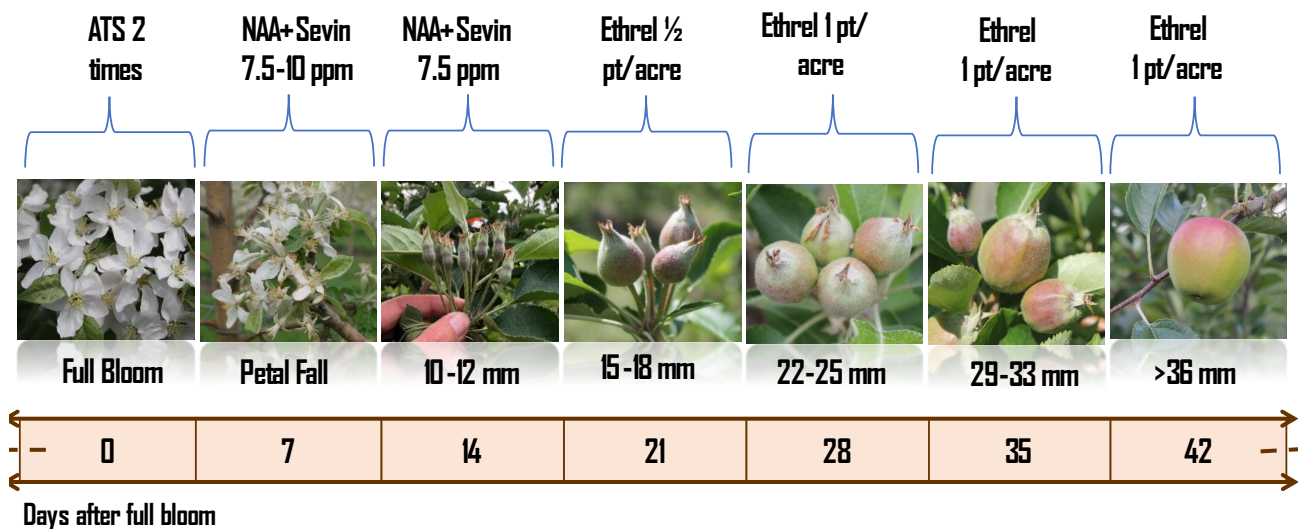 ATS 2
times
NAA+Sevin
7.5-10 ppm
NAA+Sevin
7.5 ppm
Ethrel ½
pt/acre
Ethrel 1 pt/
acre
Ethrel
1 pt/acre
Ethrel
1 pt/acre
Full Bloom
Petal Fall
10-12 mm
15-18 mm
22-25 mm
29-33 mm
>36 mm
0
7
14
21
28
35
42
Days after full bloom